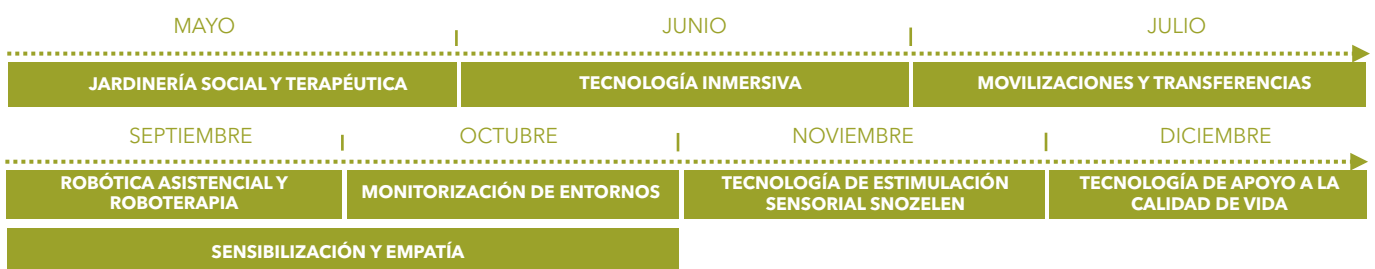 MAYO JUNIO JULIO
JARDINERÍA SOCIAL Y TERAPÉUTICA TECNOLOGÍA INMERSIVA MOVILIZACIONES Y TRANSFERENCIAS
SEPTIEMBRE OCTUBRE NOVIEMBRE DICIEMBRE
ROBÓTICA ASISTENCIAL Y
ROBOTERAPIA
MONITORIZACIÓN DE ENTORNOS
TECNOLOGÍA DE ESTIMULACIÓN
SENSORIAL SNOZELEN
TECNOLOGÍA DE APOYO A LA
CALIDAD DE VIDA
SENSIBILIZACIÓN Y EMPATÍA